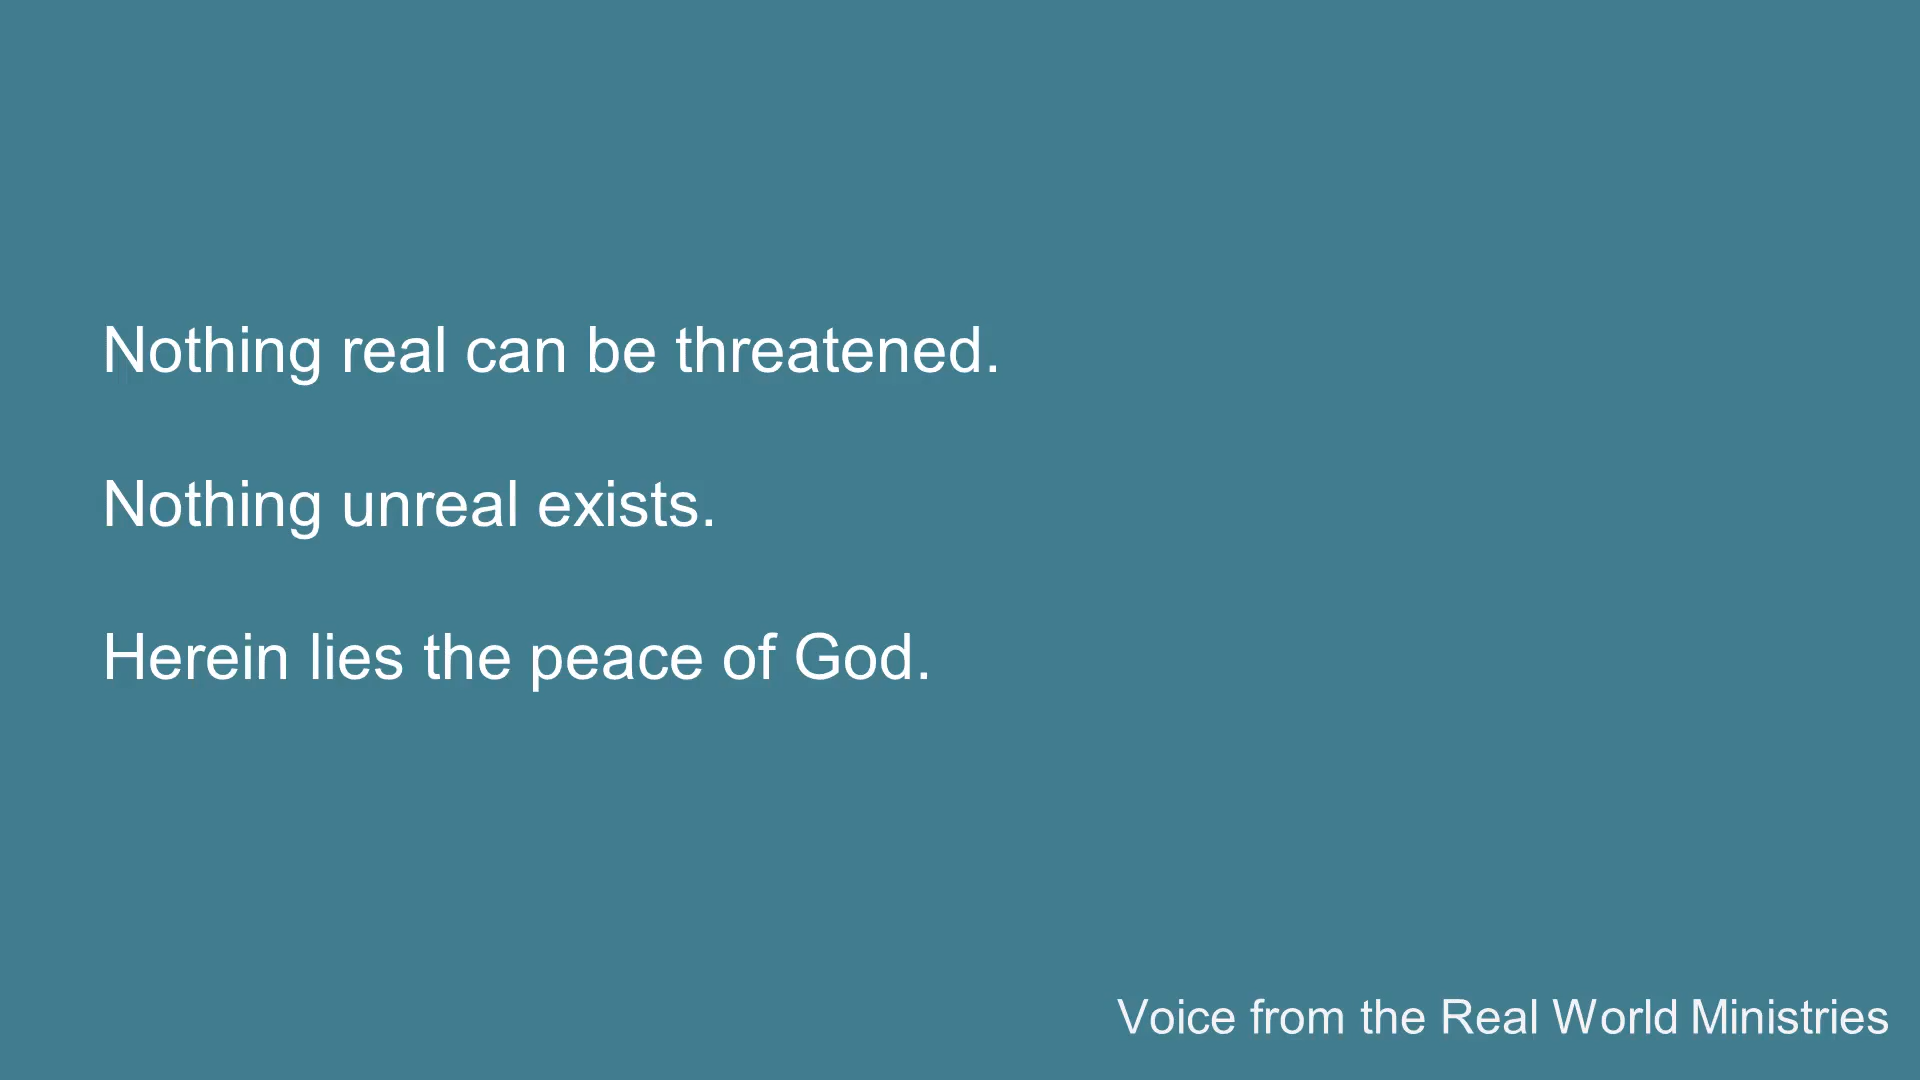 Nothing real can be threatened.
Nothing unreal exists.
Herein lies the peace of God.
Voice from the Real World Ministries